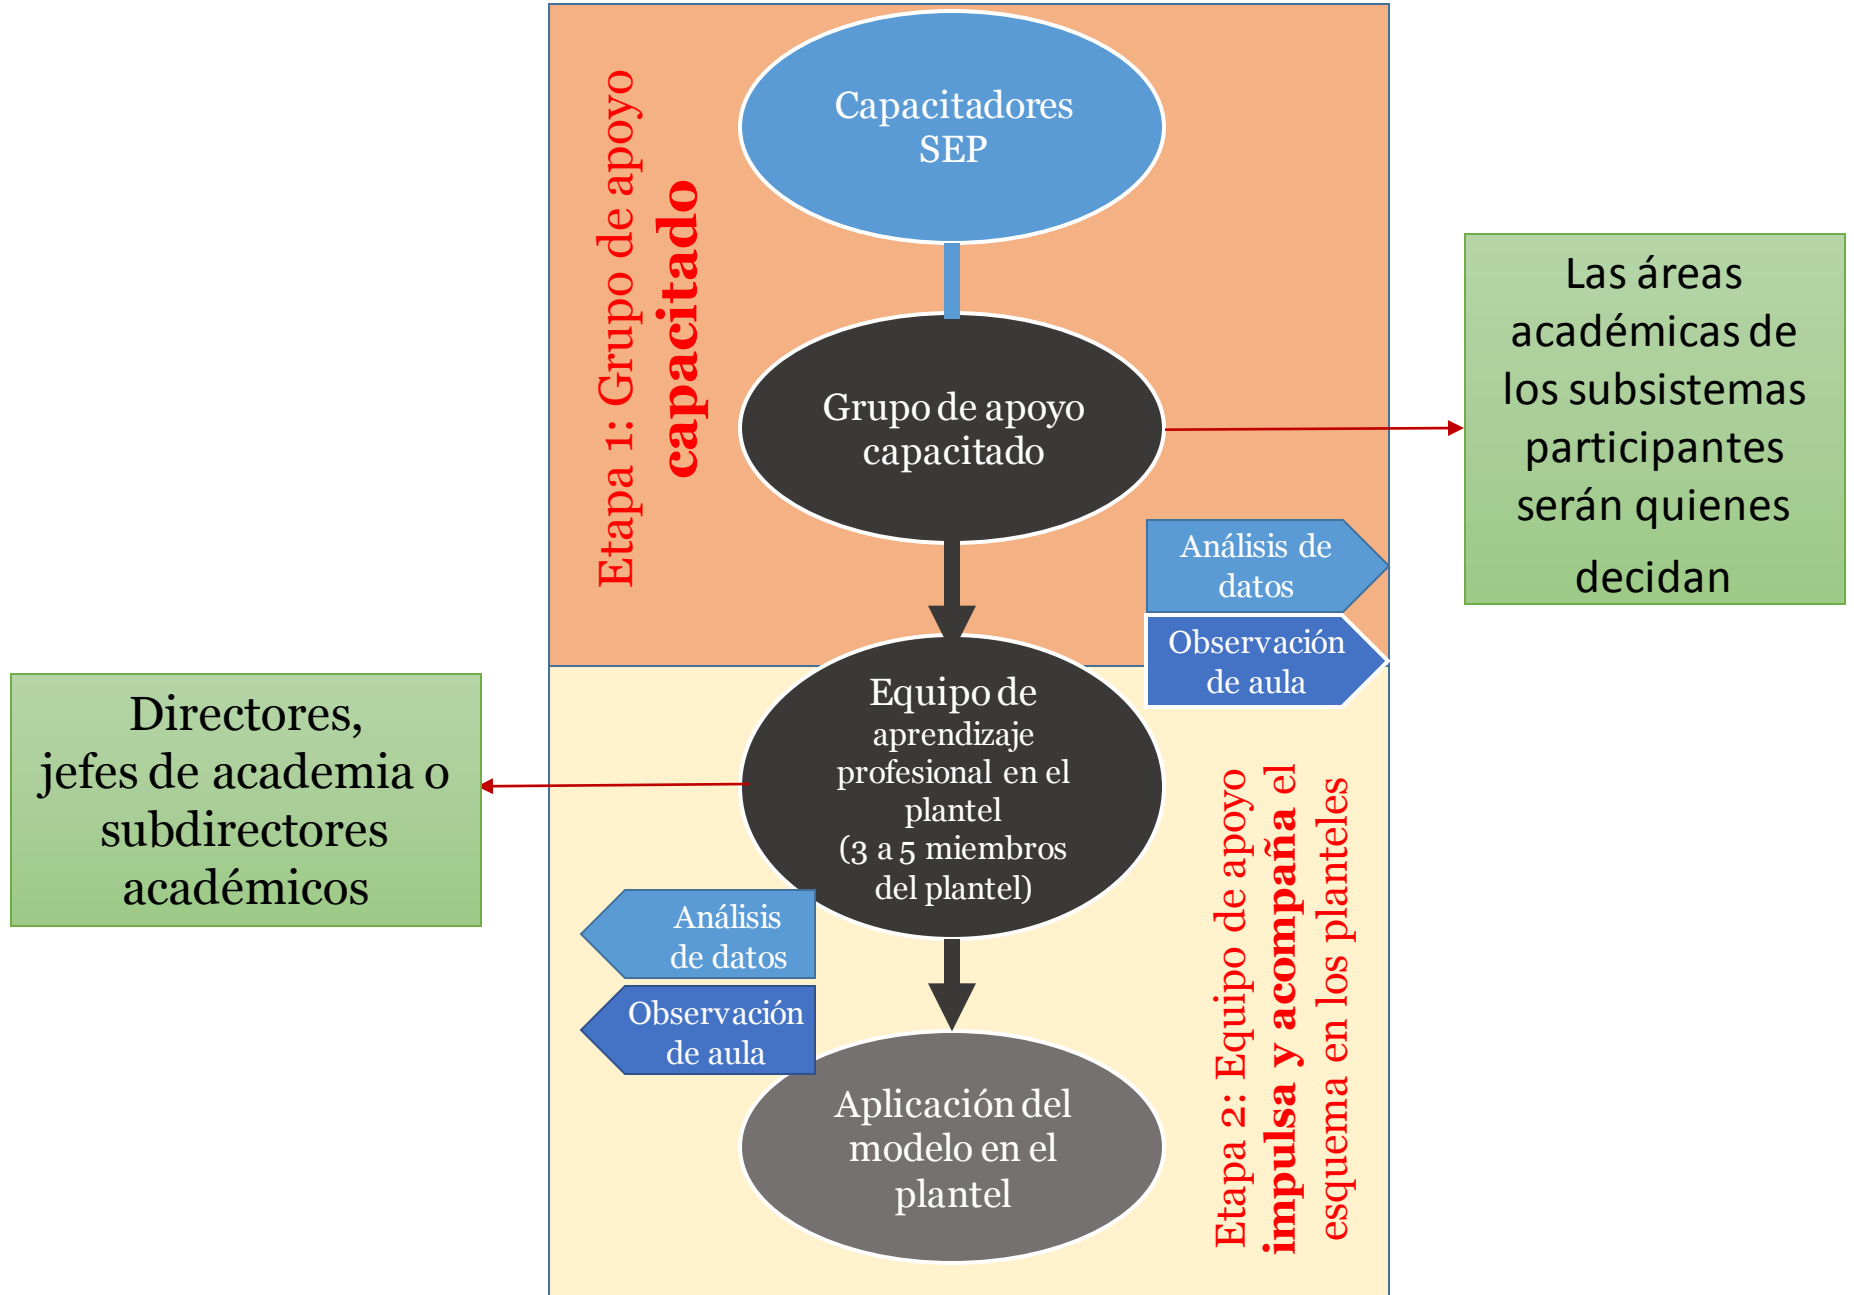 Capacitadores
SEP
Etapa 1: Grupo de apoyo
capacitado
Grupo de apoyo
capacitado
Las áreas
académicas de
los subsistemas
participantes
serán quienes
decidan
Análisis de
datos
Observación
de aula
Equipo de
aprendizaje
profesional en el
plantel
(3 a 5 miembros
del plantel)
Directores,
jefes de academia o
subdirectores
académicos
Análisis
de datos
Observación
de aula
Etapa 2: Equipo de apoyo
impulsa y acompaña el
esquema en los planteles
Aplicación del
modelo en el
plantel